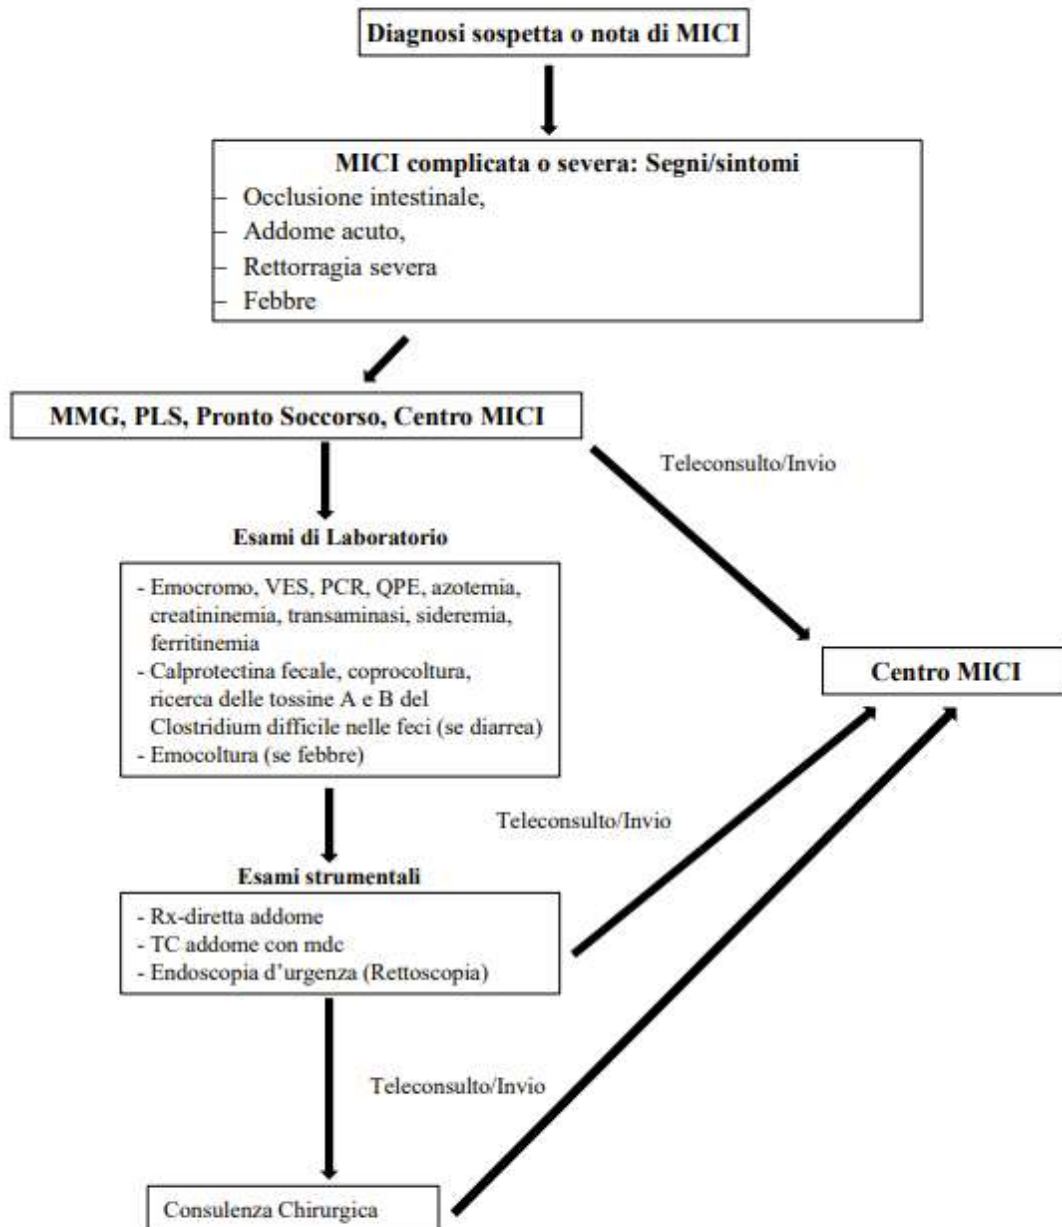 Diagnosi sospetta o nota di MICI
MICI complicata o severa: Segni/sintomi
– Occlusione intestinale,
– Addome acuto,
– Rettorragia severa
– Febbre
MMG, PLS, Pronto Soccorso, Centro MICI
Teleconsulto/Invio
Esami di Laboratorio
- Emocromo, VES, PCR, QPE, azotemia,
creatininemia, transaminasi, sideremia,
ferritinemia
- Calprotectina fecale, coprocoltura,
ricerca delle tossine A e B del
Clostridium difficile nelle feci (se diarrea)
- Emocoltura (se febbre)
Centro MICI
Teleconsulto/Invio
Esami strumentali
- Rx-diretta addome
- TC addome con mdc
- Endoscopia d’urgenza (Rettoscopia)
Teleconsulto/Invio
Consulenza Chirurgica